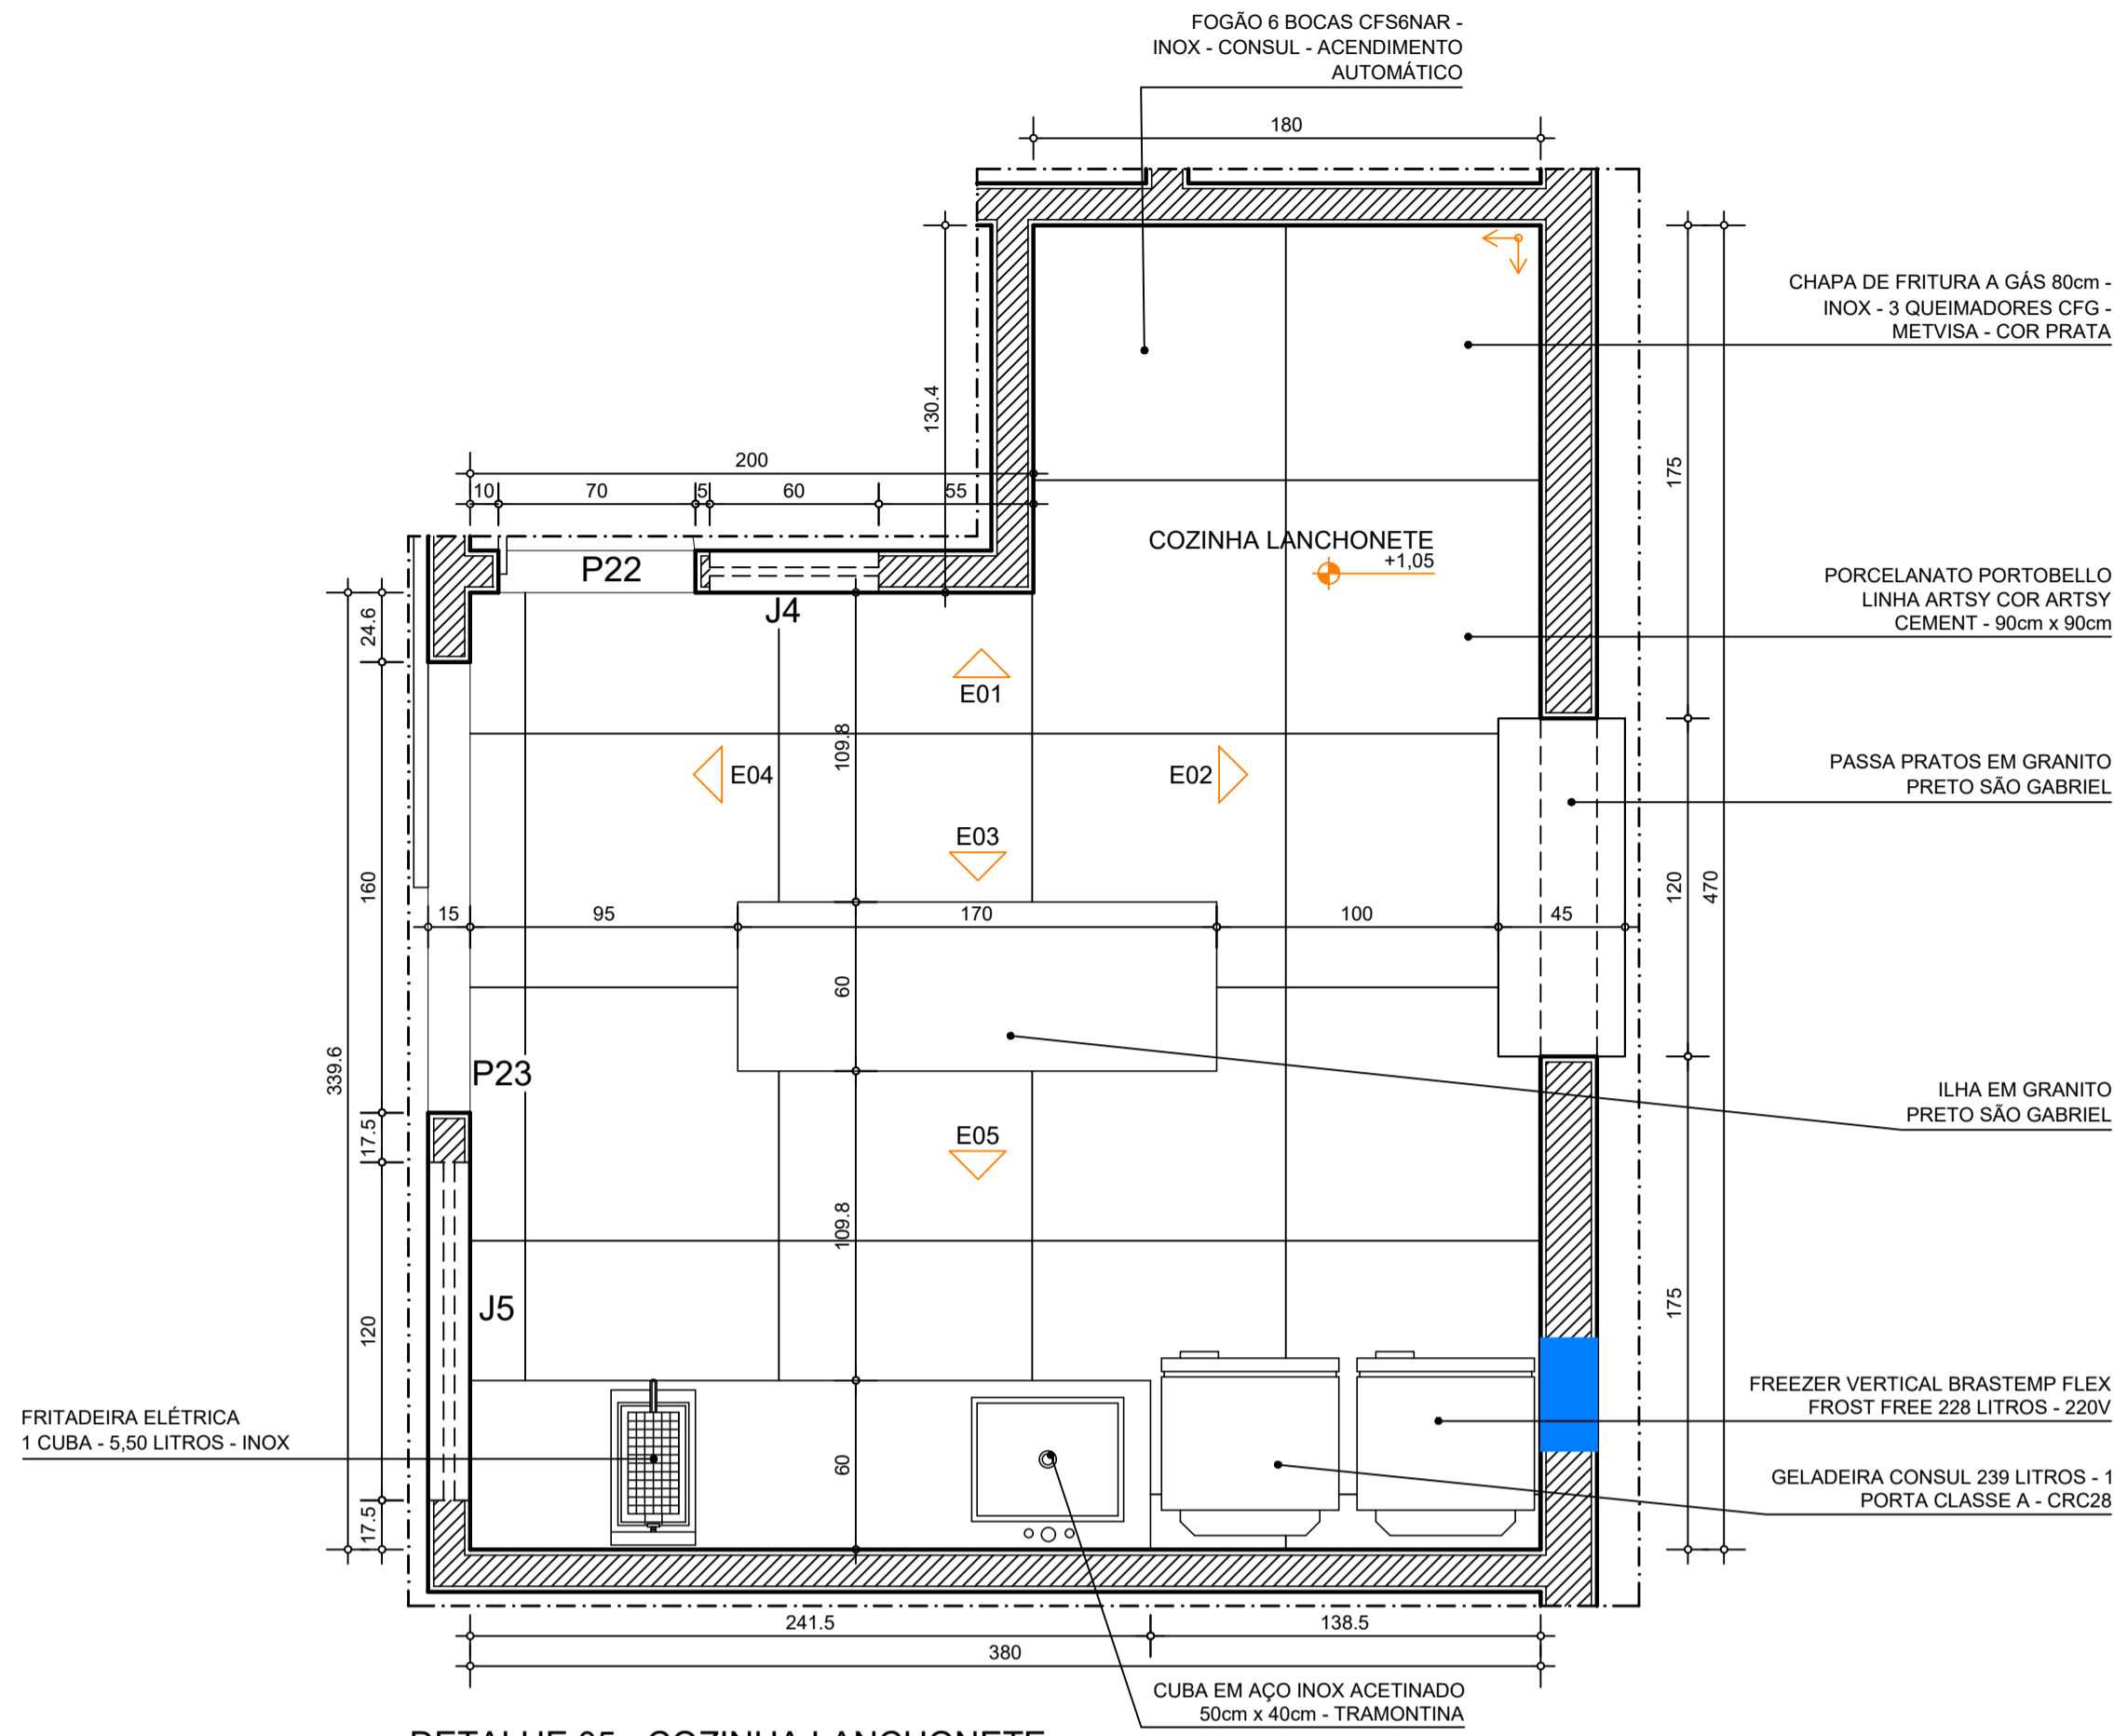 FOGÃO 6 BOCAS CFS6NAR -
INOX - CONSUL - ACENDIMENTO
AUTOMÁTICO
180
CHAPA DE FRITURA A GÁS 80cm -
INOX - 3 QUEIMADORES CFG -
METVISA - COR PRATA
130.4
175
200
10
70
5
60
55
COZINHA LANCHONETE
+1,05
P22
J4
PORCELANATO PORTOBELLO
LINHA ARTSY COR ARTSY
CEMENT - 90cm x 90cm
24.6
E01
109.8
E04
E02
PASSA PRATOS EM GRANITO
PRETO SÃO GABRIEL
E03
160
120
470
15
95
170
100
45
60
339.6
P23
ILHA EM GRANITO
PRETO SÃO GABRIEL
17.5
E05
109.8
J5
120
175
FREEZER VERTICAL BRASTEMP FLEX
FROST FREE 228 LITROS - 220V
FRITADEIRA ELÉTRICA
1 CUBA - 5,50 LITROS - INOX
60
GELADEIRA CONSUL 239 LITROS - 1
PORTA CLASSE A - CRC28
17.5
241.5
138.5
380
CUBA EM AÇO INOX ACETINADO
50cm x 40cm - TRAMONTINA
DETALHE 05 - COZINHA LANCHONETE